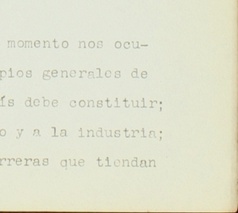 momento nos ocu-
pios generales de
ís debe constituir;
o y a la industria;
rreras que tiendan